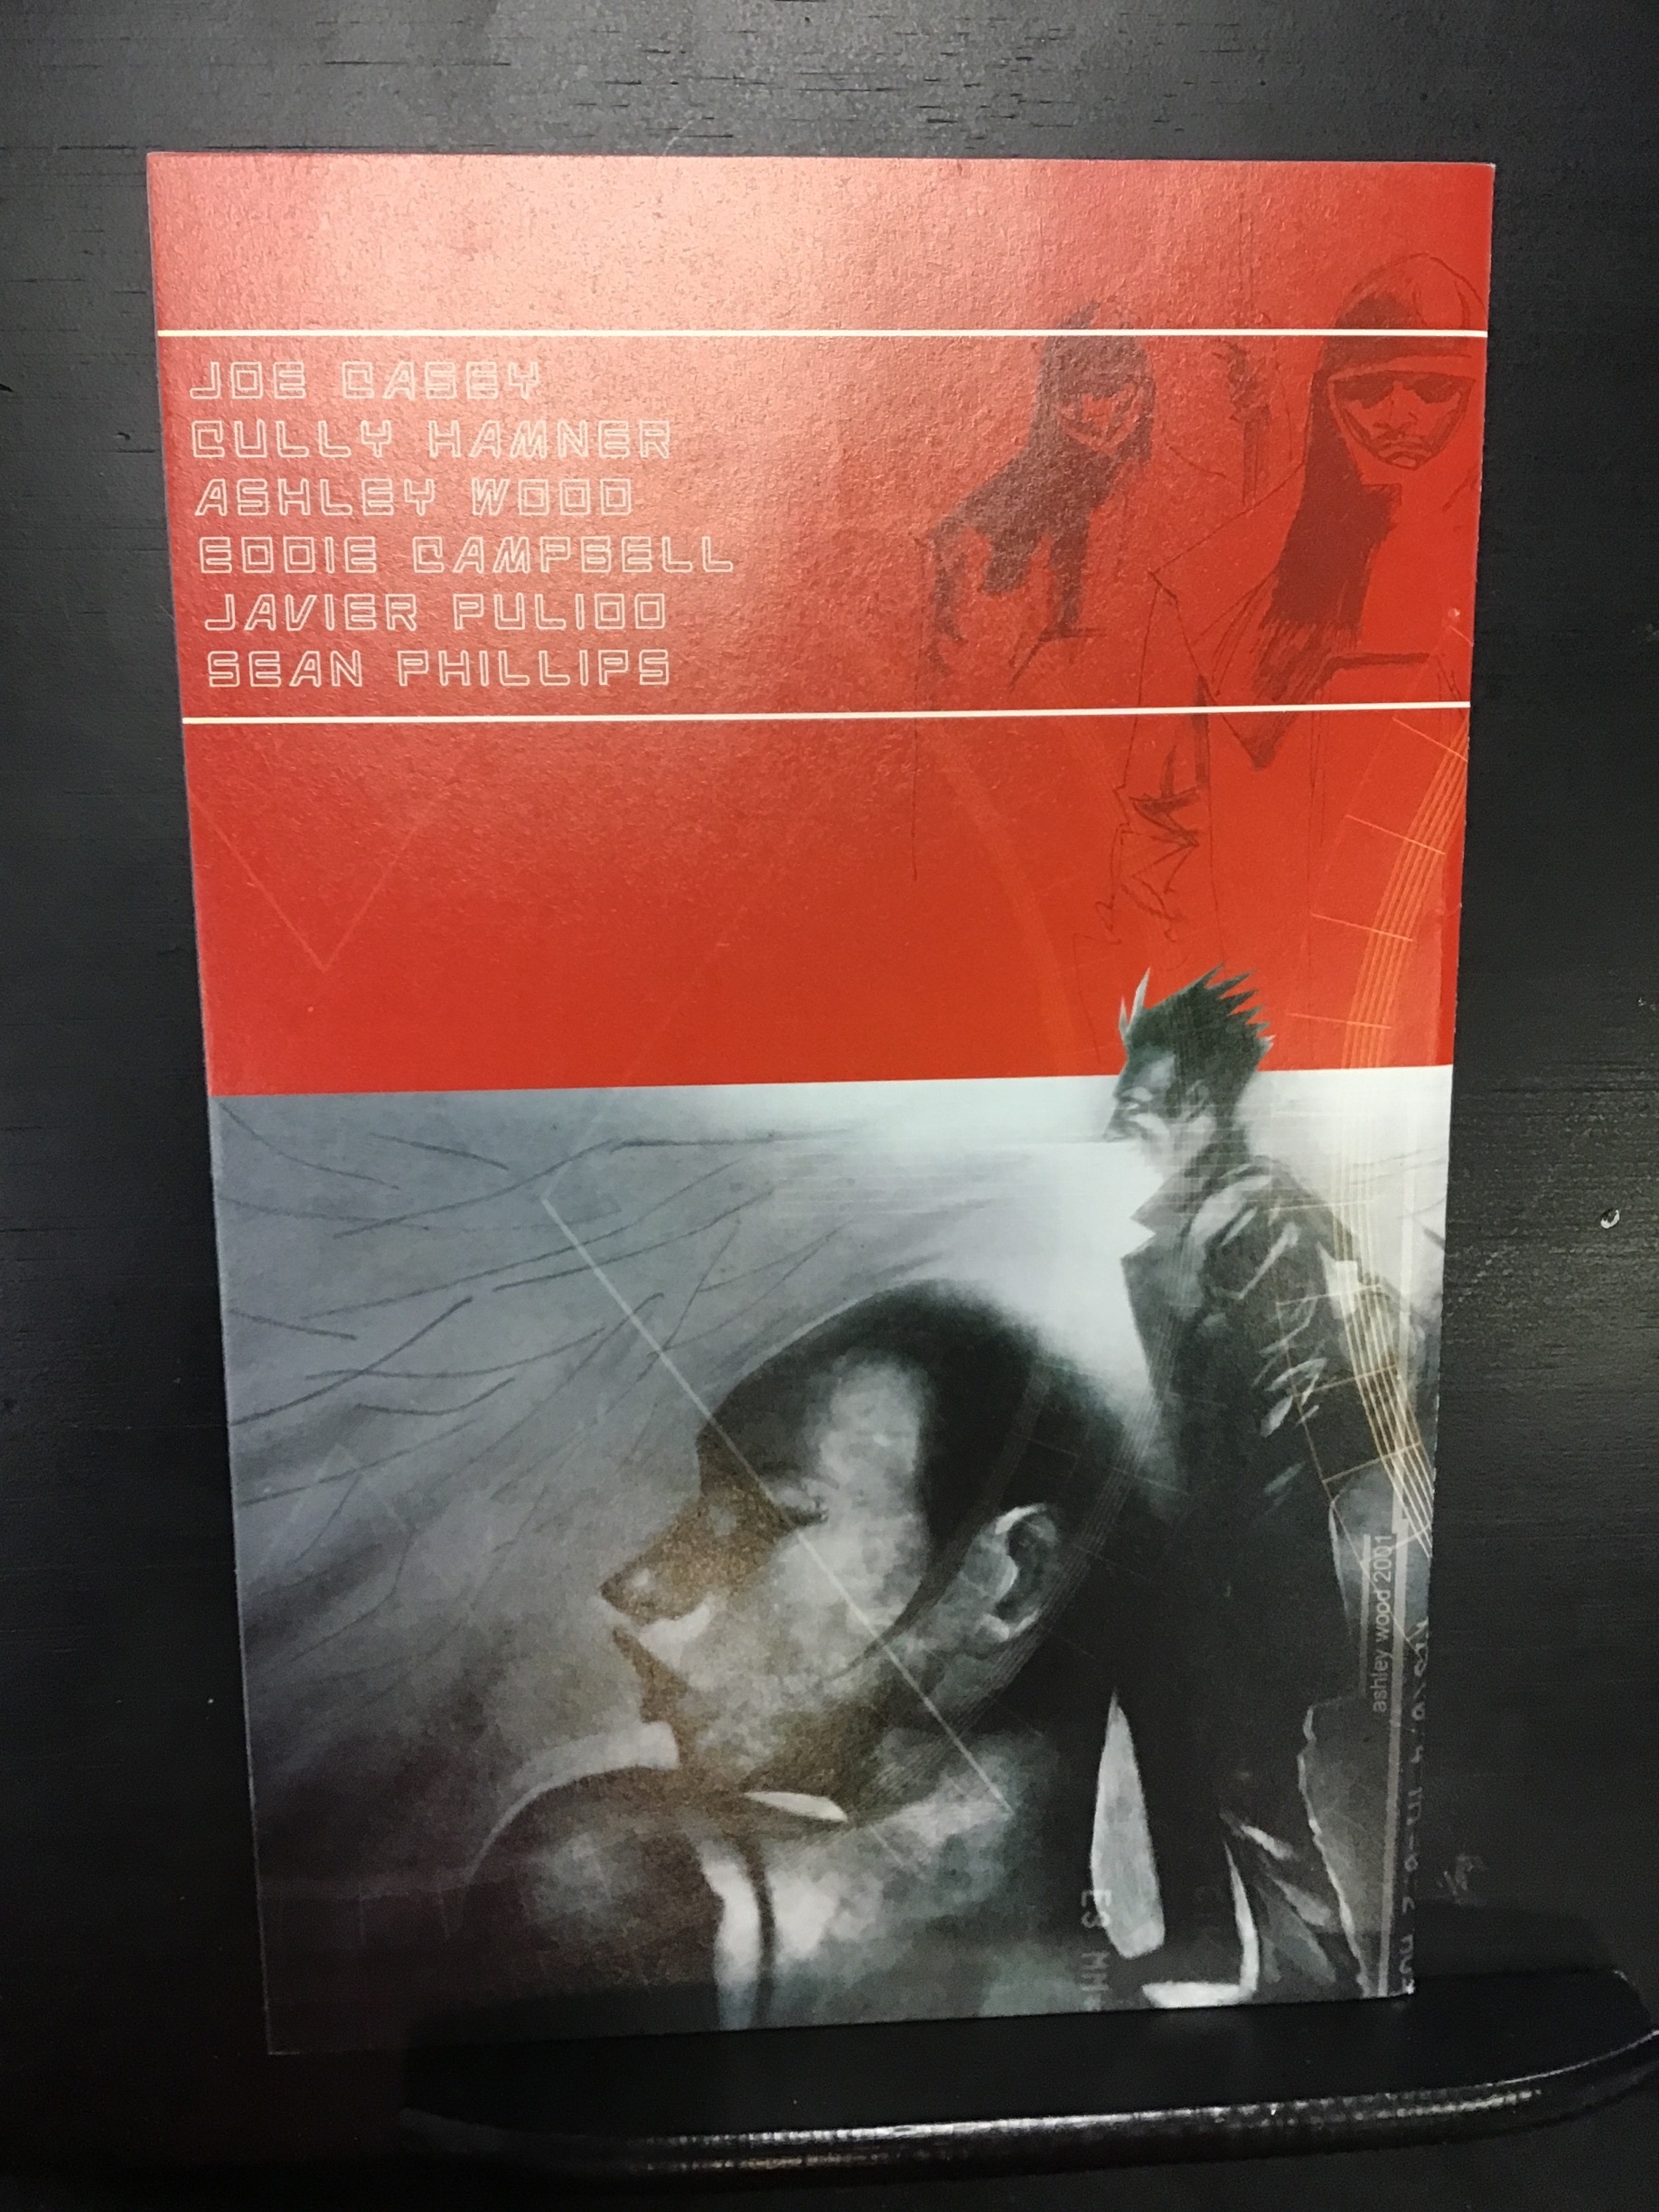 JOE CASEY
CULLY HAMNER
ASHLEY WOOD
EDDIE CAMPBELL
JAVIER PULIDO
SEAN PHILLIPS
ashley wood 2001